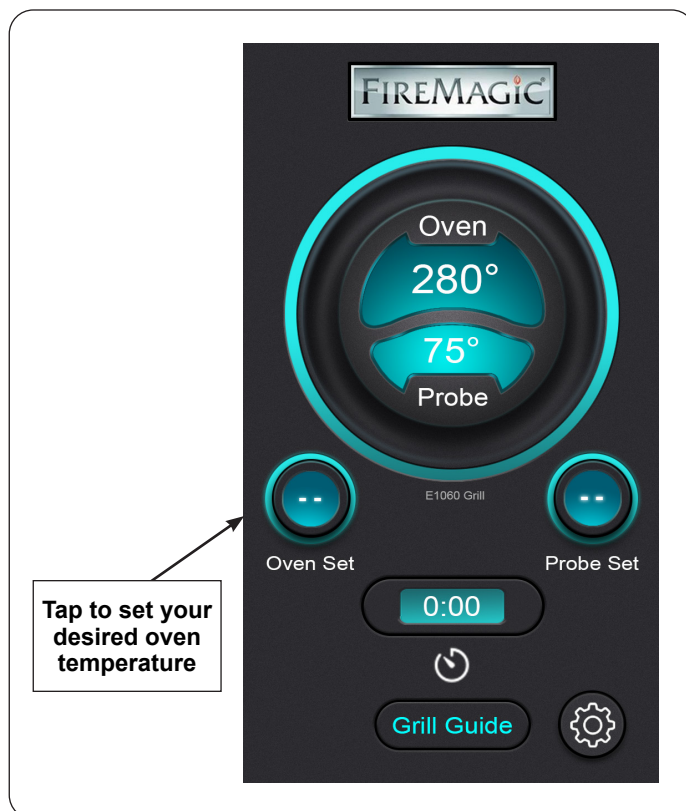 FIREMAGIC®
Oven
280°
75°
Probe
--
--
E1060 Grill
Oven Set
Probe Set
Tap to set your
desired oven
temperature
0:00
Grill Guide